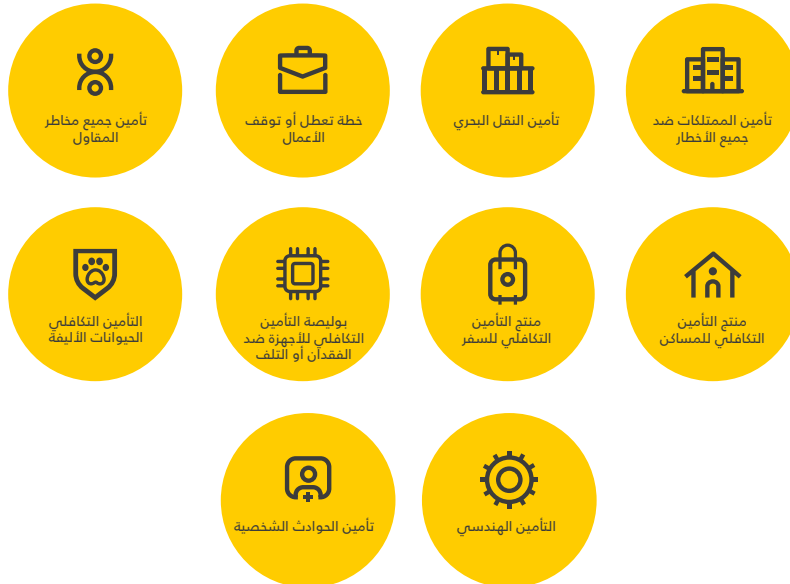 تأمين الممتلكات ضد
جميع الأخطار
تأمين النقل البحري
خطة تعطل أو توقف
الأعمال
تأمين جميع مخاطر
المقاول
منتج التأمين
التكافلي للمساكن
منتج التأمين
التكافلي للسفر
بوليصة التأمين
التكافلي للأجهزة ضد
الفقدان أو التلف
التأمين التكافلي
الحيوانات الأليفة
التأمين الهندسي
تأمين الحوادث الشخصية